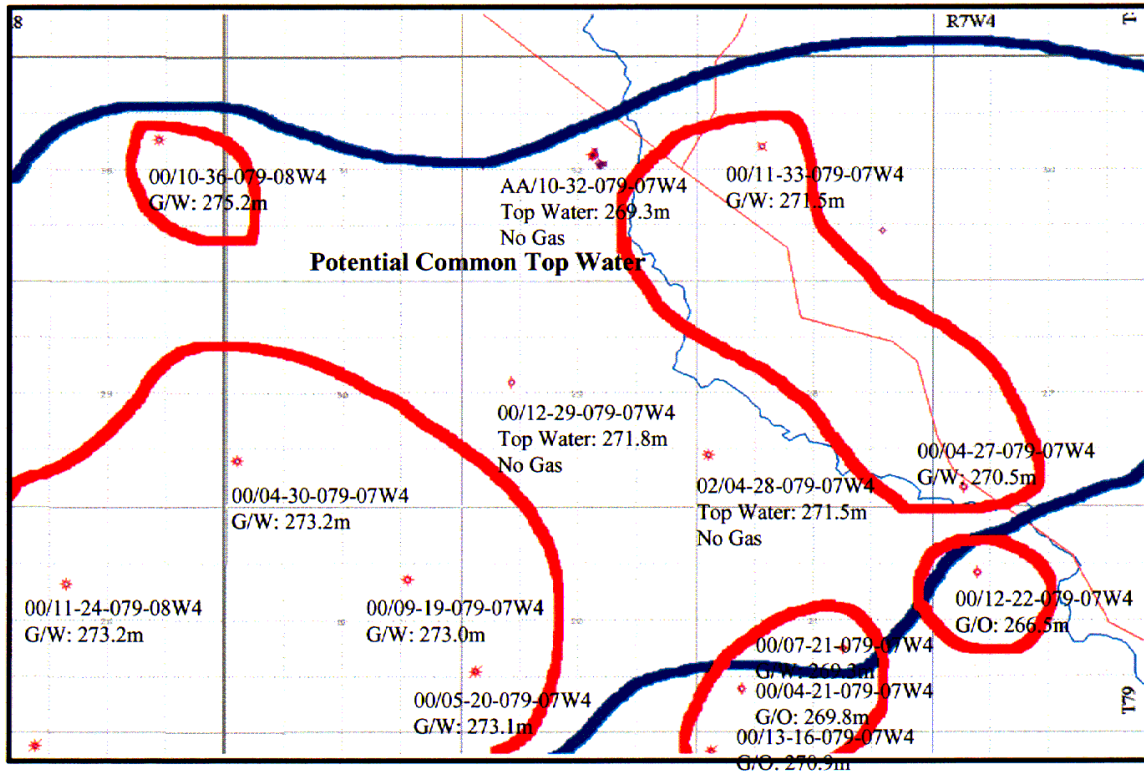 8
R7W4
T:
00/10-36-079-08W4
G/W: 275.2m
AA/10-32-079-07W4
Top Water: 269.3m
No Gas
00/11-33-079-07W4
G/W: 271.5m
Potential Common Top Water
00/12-29-079-07W4
Top Water: 271.8m
No Gas
00/04-30-079-07W4
G/W: 273.2m
02/04-28-079-07W4
Top Water: 271.5m
No Gas
00/04-27-079-07W4
G/W: 270.5m
00/11-24-079-08W4
G/W: 273.2m
00/09-19-079-07W4
G/W: 273.0m
00/12-22-079-07W4
G/O: 266.5m
00/05-20-079-07W4
G/W: 273.1m
00/07-21-079-07W4
G/W: 269.3m
00/04-21-079-07W4
G/O: 269.8m
00/13-16-079-07W4
G/O: 270.9m
T79